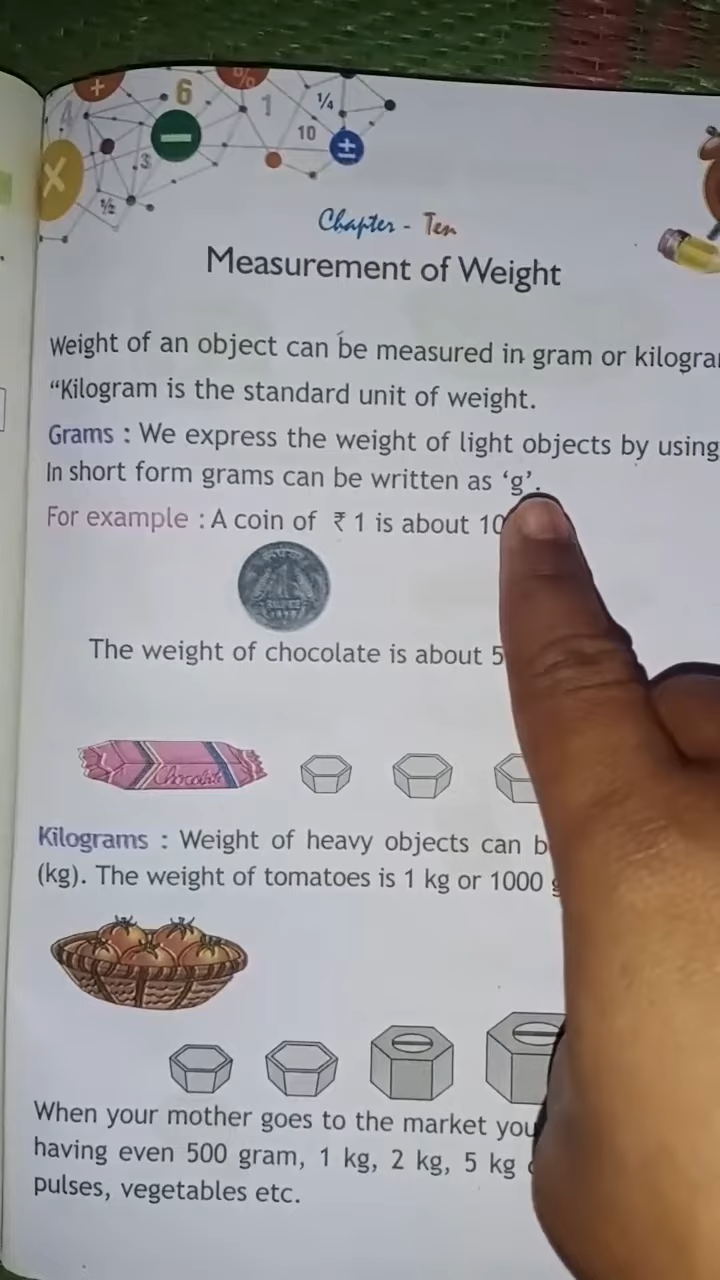 + 6 % 1 ¼
4 − 10 ±
× 3
½
Chapter - Ten
Measurement of Weight
Weight of an object can be measured in gram or kilogra
“Kilogram is the standard unit of weight.
Grams : We express the weight of light objects by using
In short form grams can be written as ‘g’.
For example : A coin of ₹ 1 is about 10
The weight of chocolate is about 5
Chocolate
Kilograms : Weight of heavy objects can b
(kg). The weight of tomatoes is 1 kg or 1000
When your mother goes to the market you
having even 500 gram, 1 kg, 2 kg, 5 kg
pulses, vegetables etc.